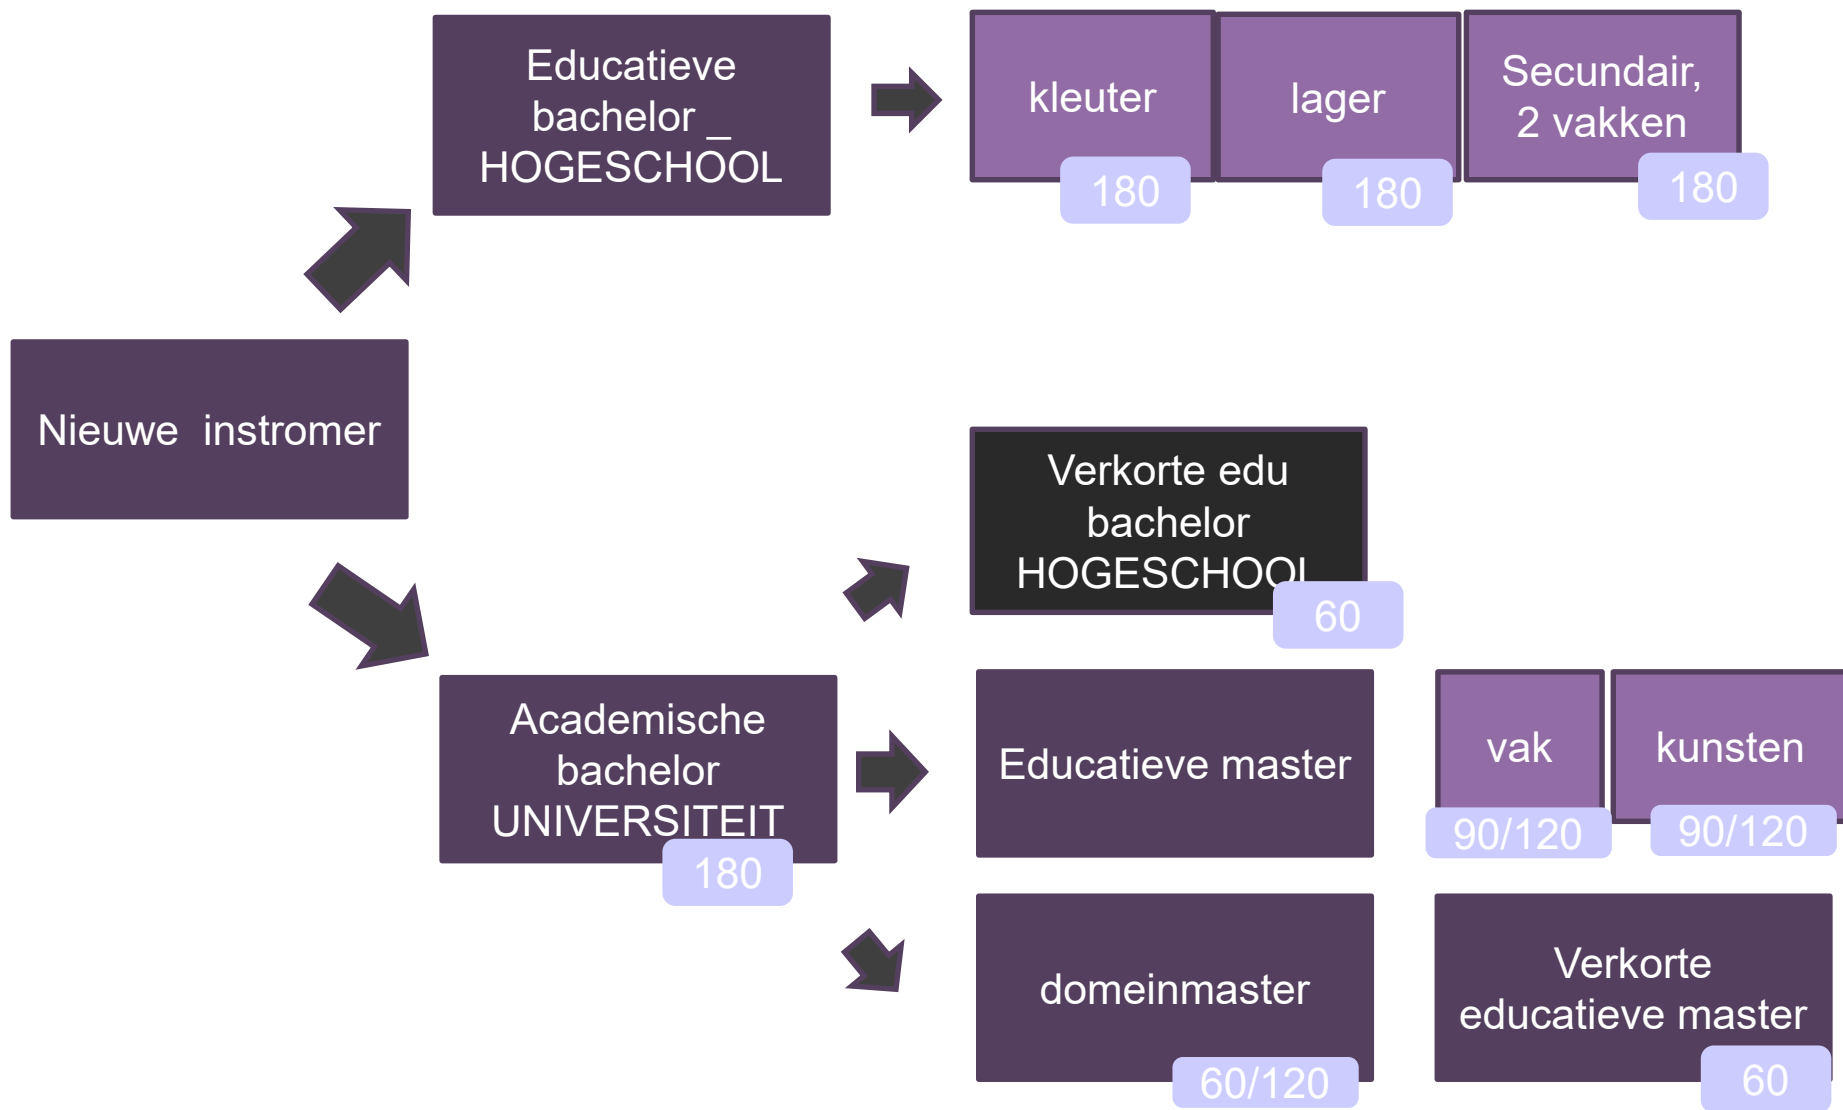 Educatieve
bachelor _
HOGESCHOOL
kleuter
180
lager
180
Secundair,
2 vakken
180
Nieuwe instromer
Verkorte edu
bachelor
HOGESCHOOL
60
Academische
bachelor
UNIVERSITEIT
180
Educatieve master
vak
90/120
kunsten
90/120
domeinmaster
60/120
Verkorte
educatieve master
60